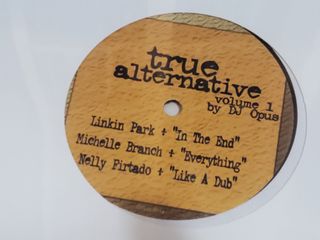 true
alternative
volume 1
by DJ Opus
Linkin Park + "In The End"
Michelle Branch + "Everything"
Nelly Firtado + "Like A Dub"